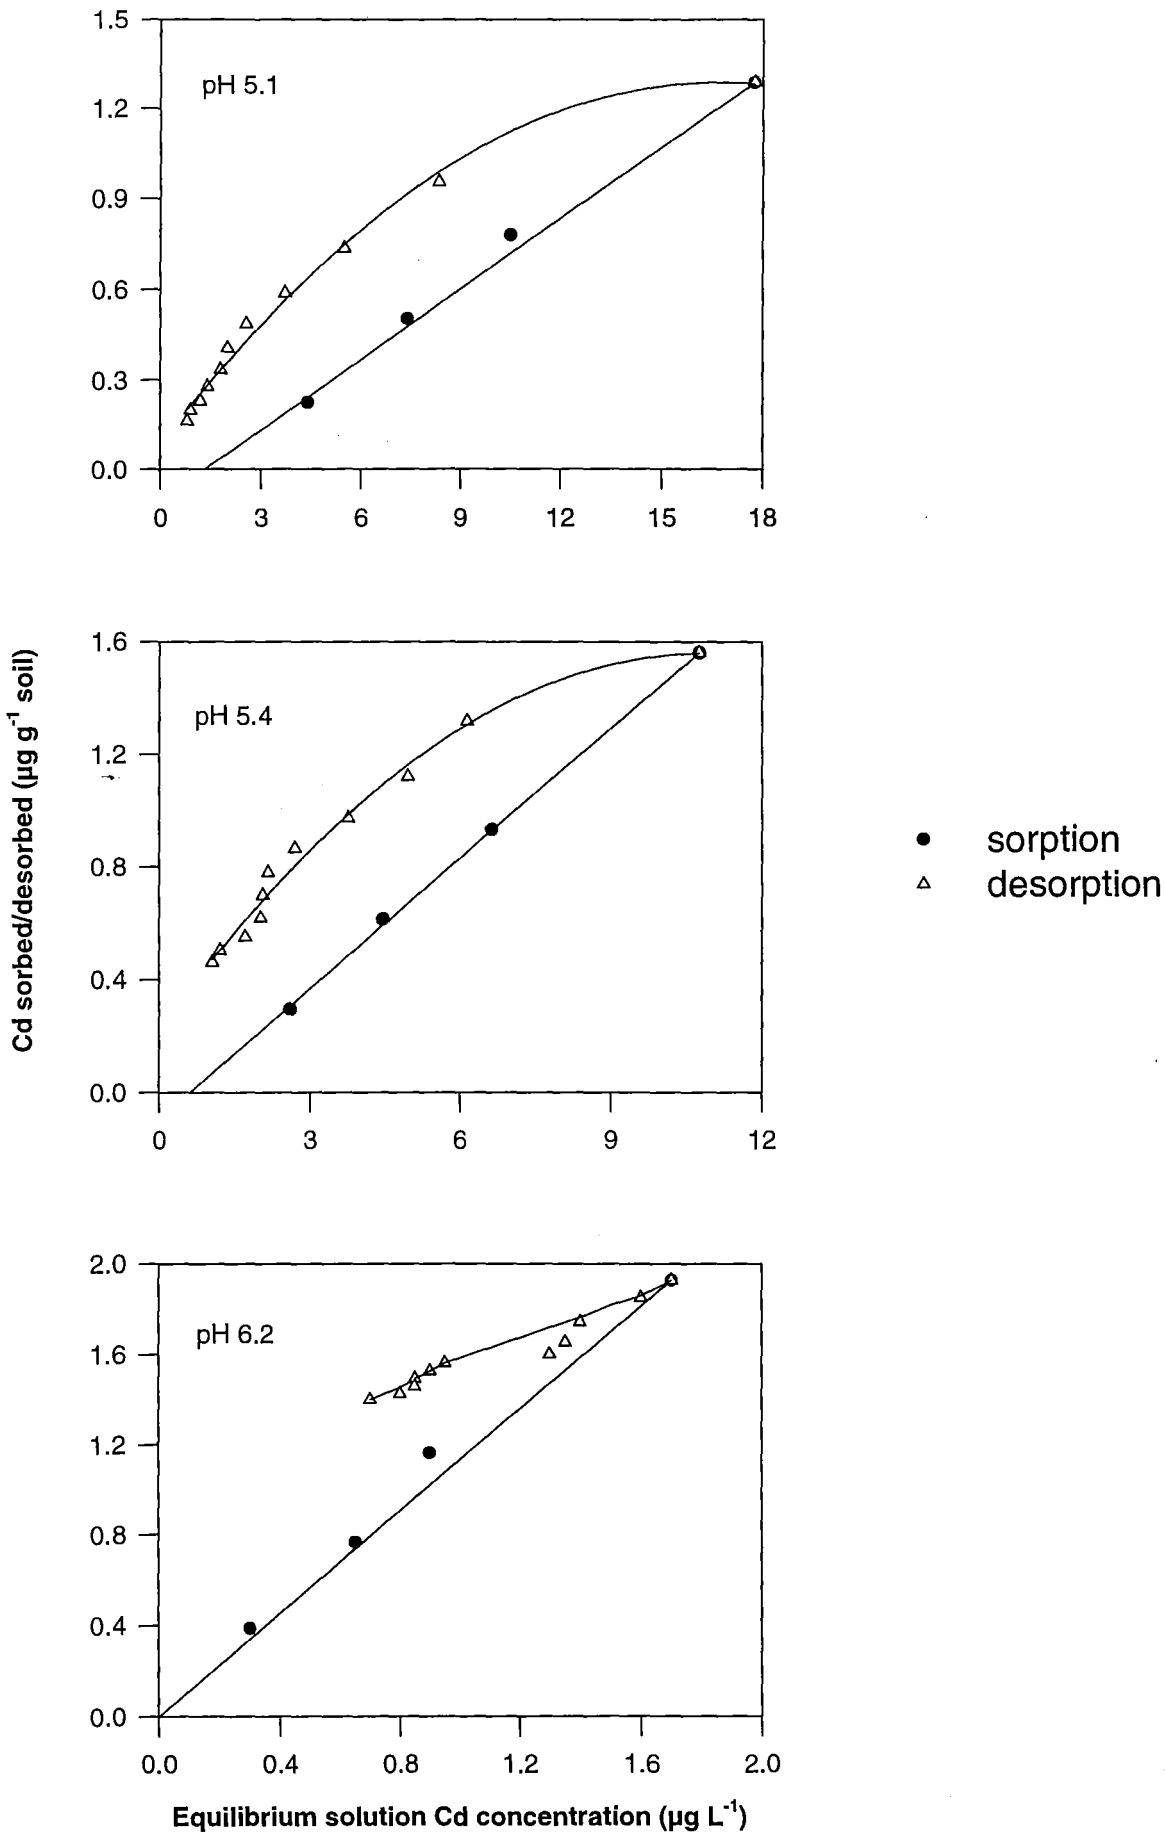 1.5
pH 5.1
1.2
0.9
0.6
0.3
0.0
0 3 6 9 12 15 18
1.6
pH 5.4
1.2
0.8
0.4
0.0
0 3 6 9 12
Cd sorbed/desorbed (µg g⁻¹ soil)
sorption
desorption
2.0
pH 6.2
1.6
1.2
0.8
0.4
0.0
0.0 0.4 0.8 1.2 1.6 2.0
Equilibrium solution Cd concentration (µg L⁻¹)